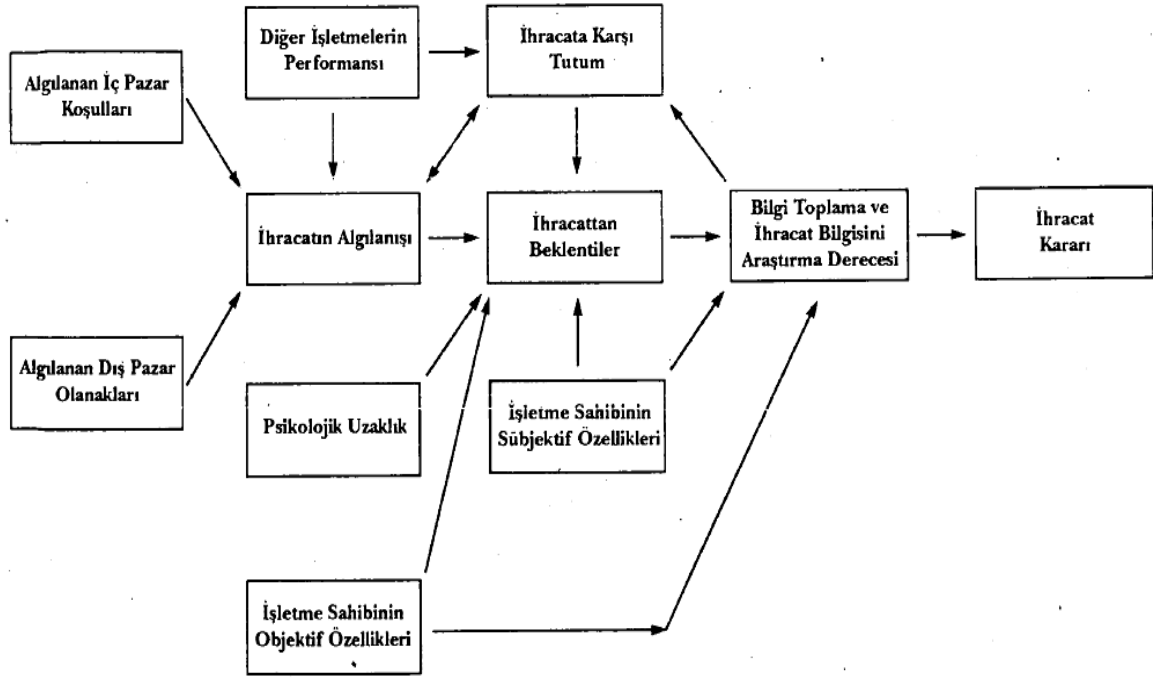 Diğer İşletmelerin
Performansı
İhracata Karşı
Tutum
Algılanan İç Pazar
Koşulları
İhracatın Algılanışı
İhracattan
Beklentiler
Bilgi Toplama ve
İhracat Bilgisini
Araştırma Derecesi
İhracat
Kararı
Algılanan Dış Pazar
Olanakları
Psikolojik Uzaklık
İşletme Sahibinin
Sübjektif Özellikleri
İşletme Sahibinin
Objektif Özellikleri